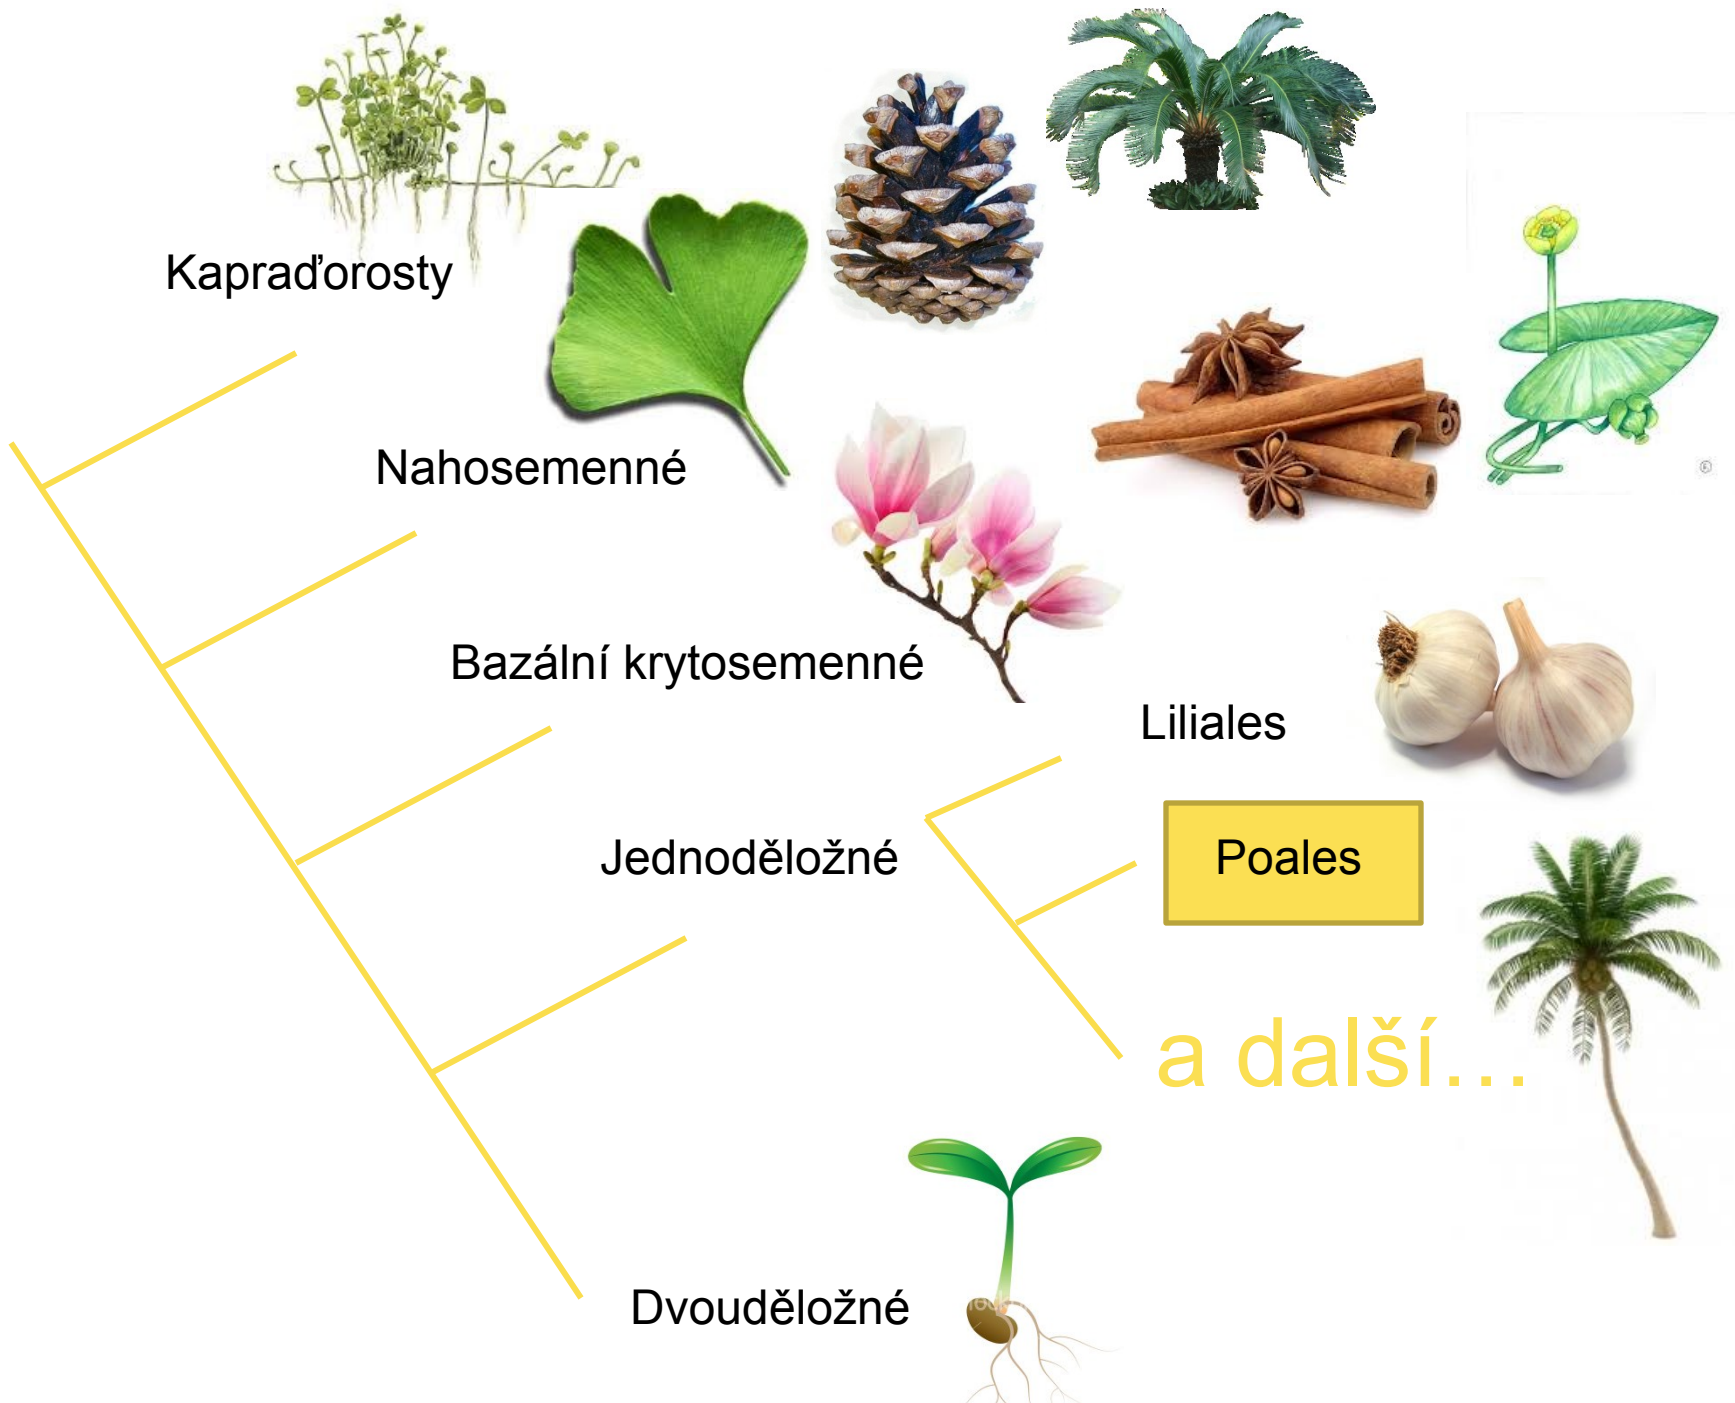 Kapraďorosty
Nahosemenné
Bazální krytosemenné
Liliales
Jednoděložné
Poales
a další...
Dvouděložné